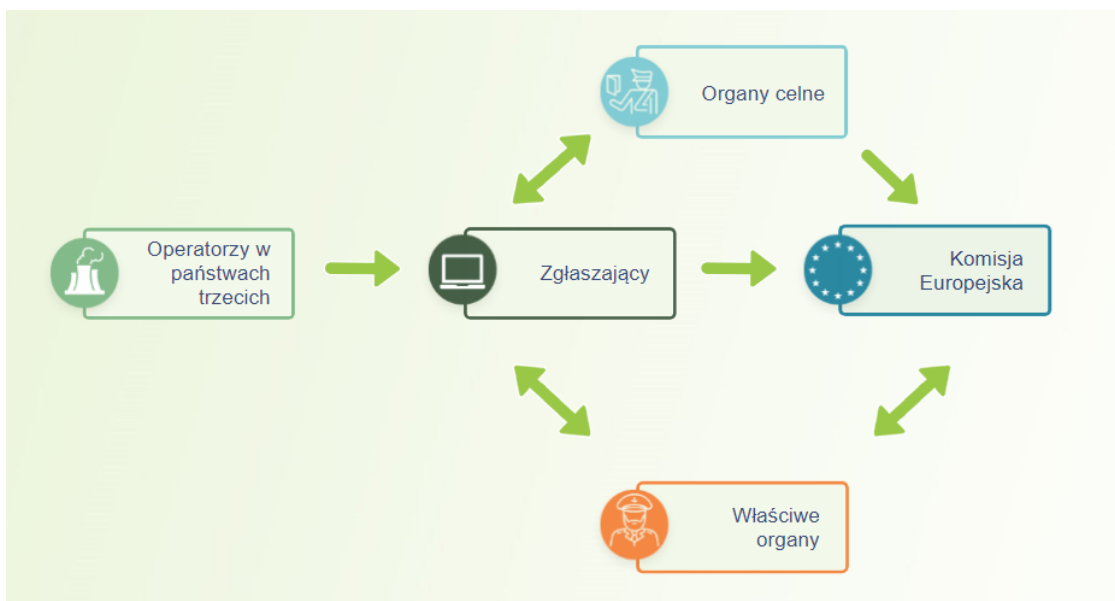 Organy celne
Operatorzy w
państwach
trzecich
Zgłaszający
Komisja
Europejska
Właściwe
organy